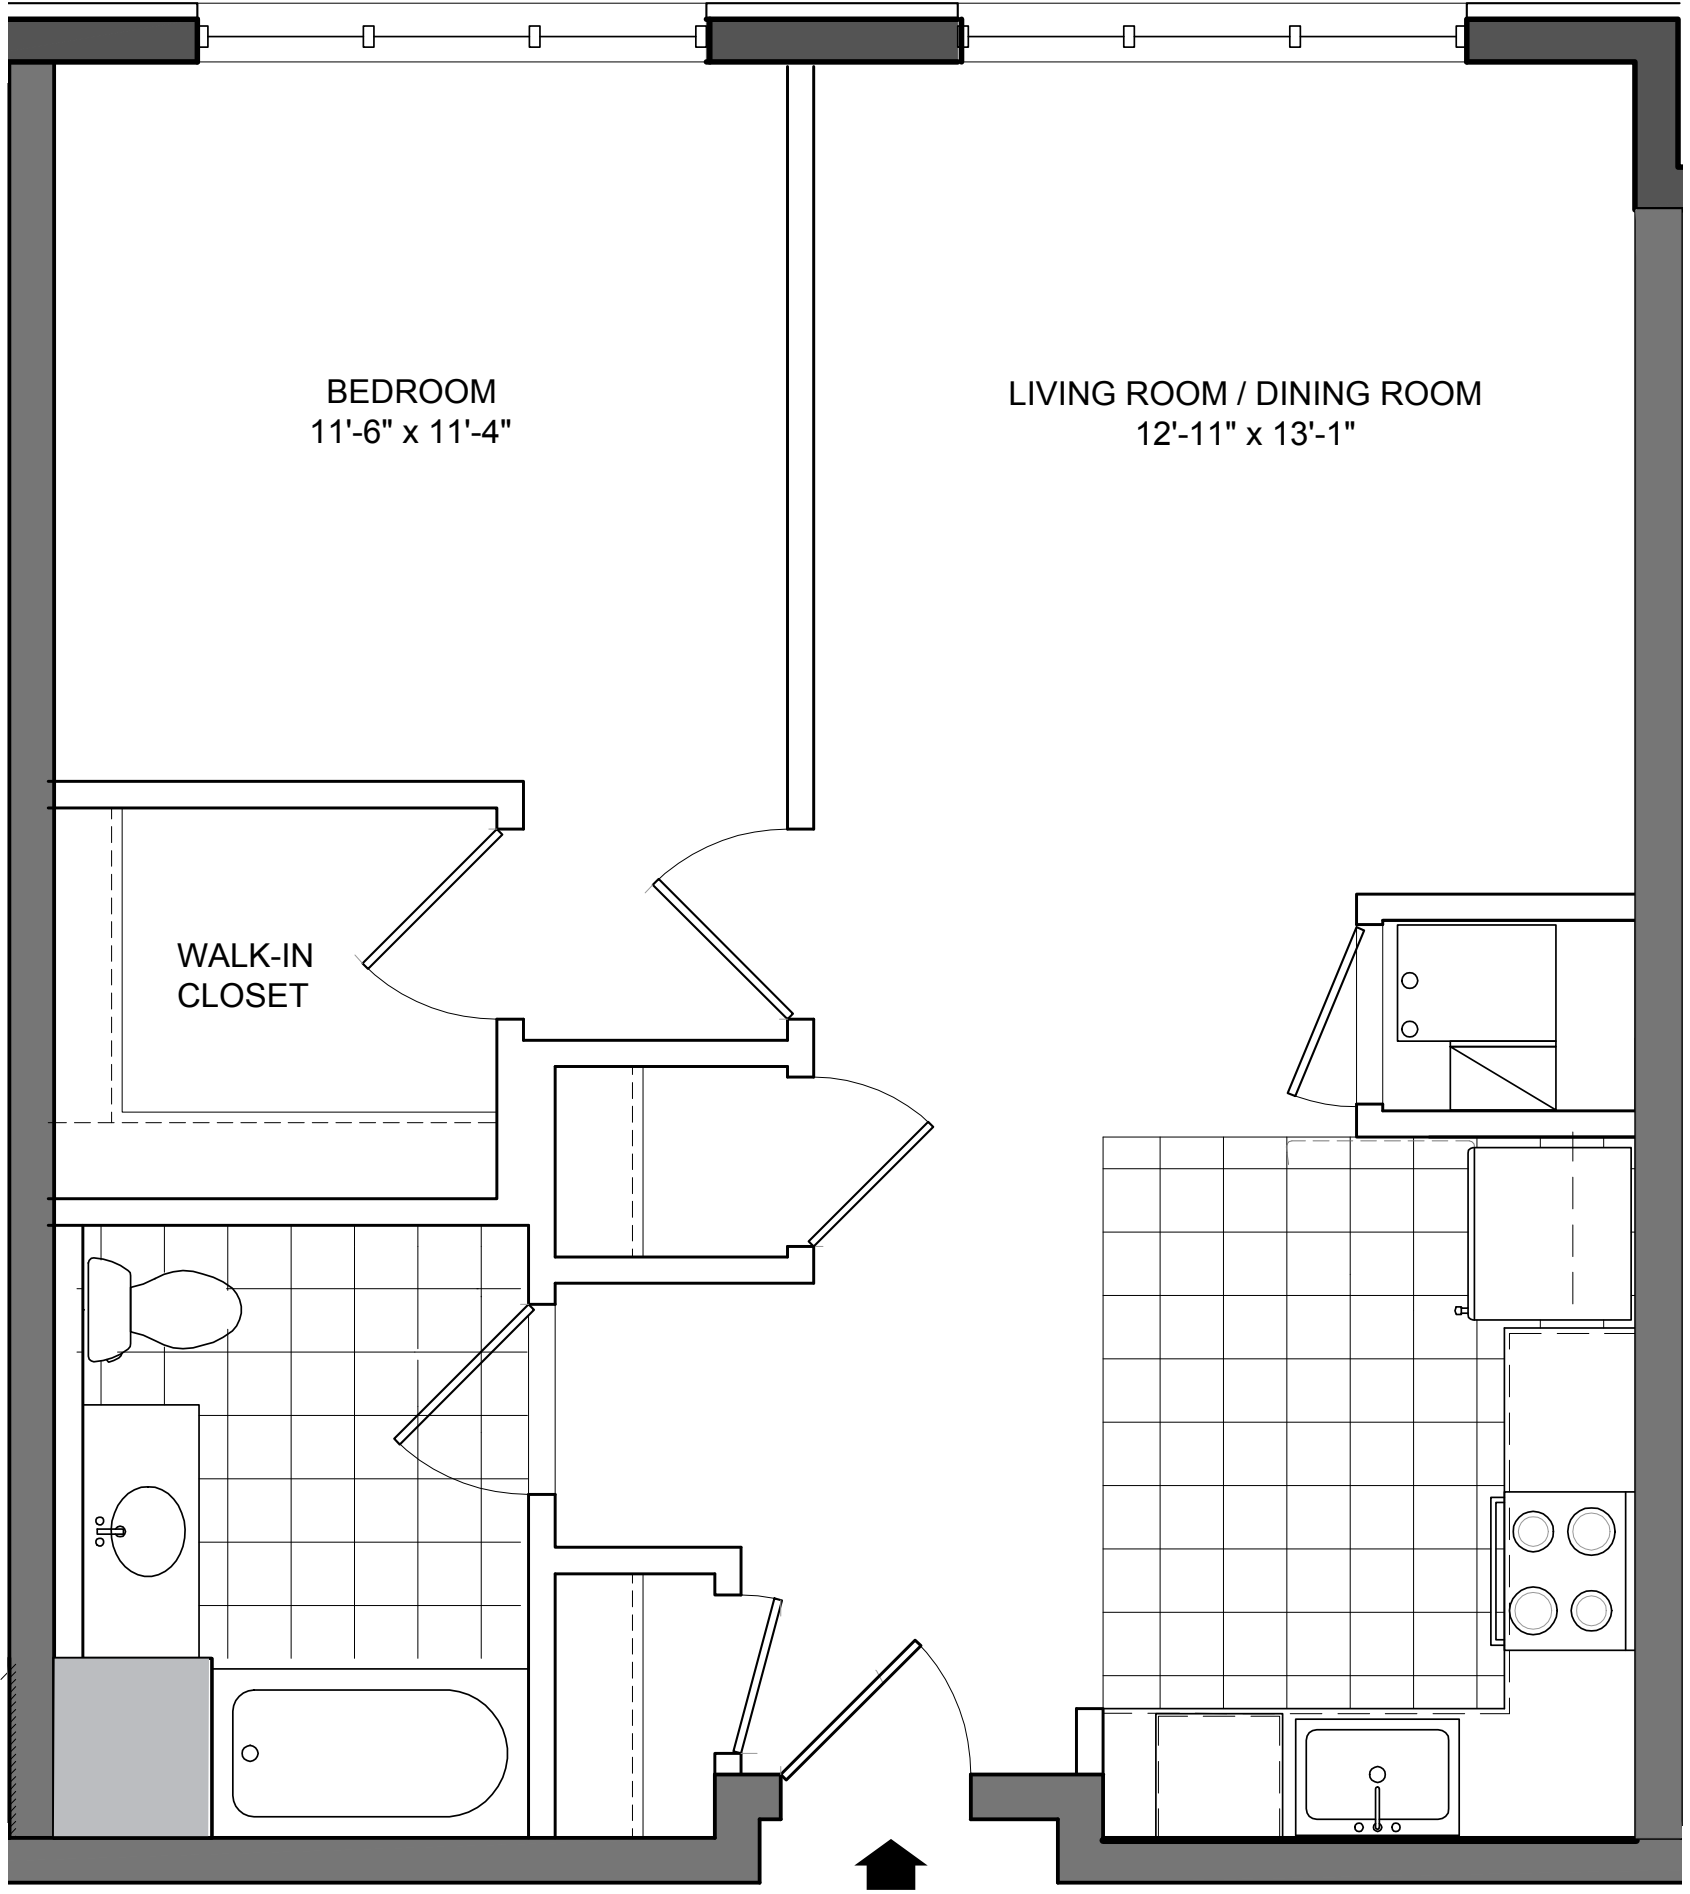 BEDROOM
11'-6" x 11'-4"
LIVING ROOM / DINING ROOM
12'-11" x 13'-1"
WALK-IN
CLOSET